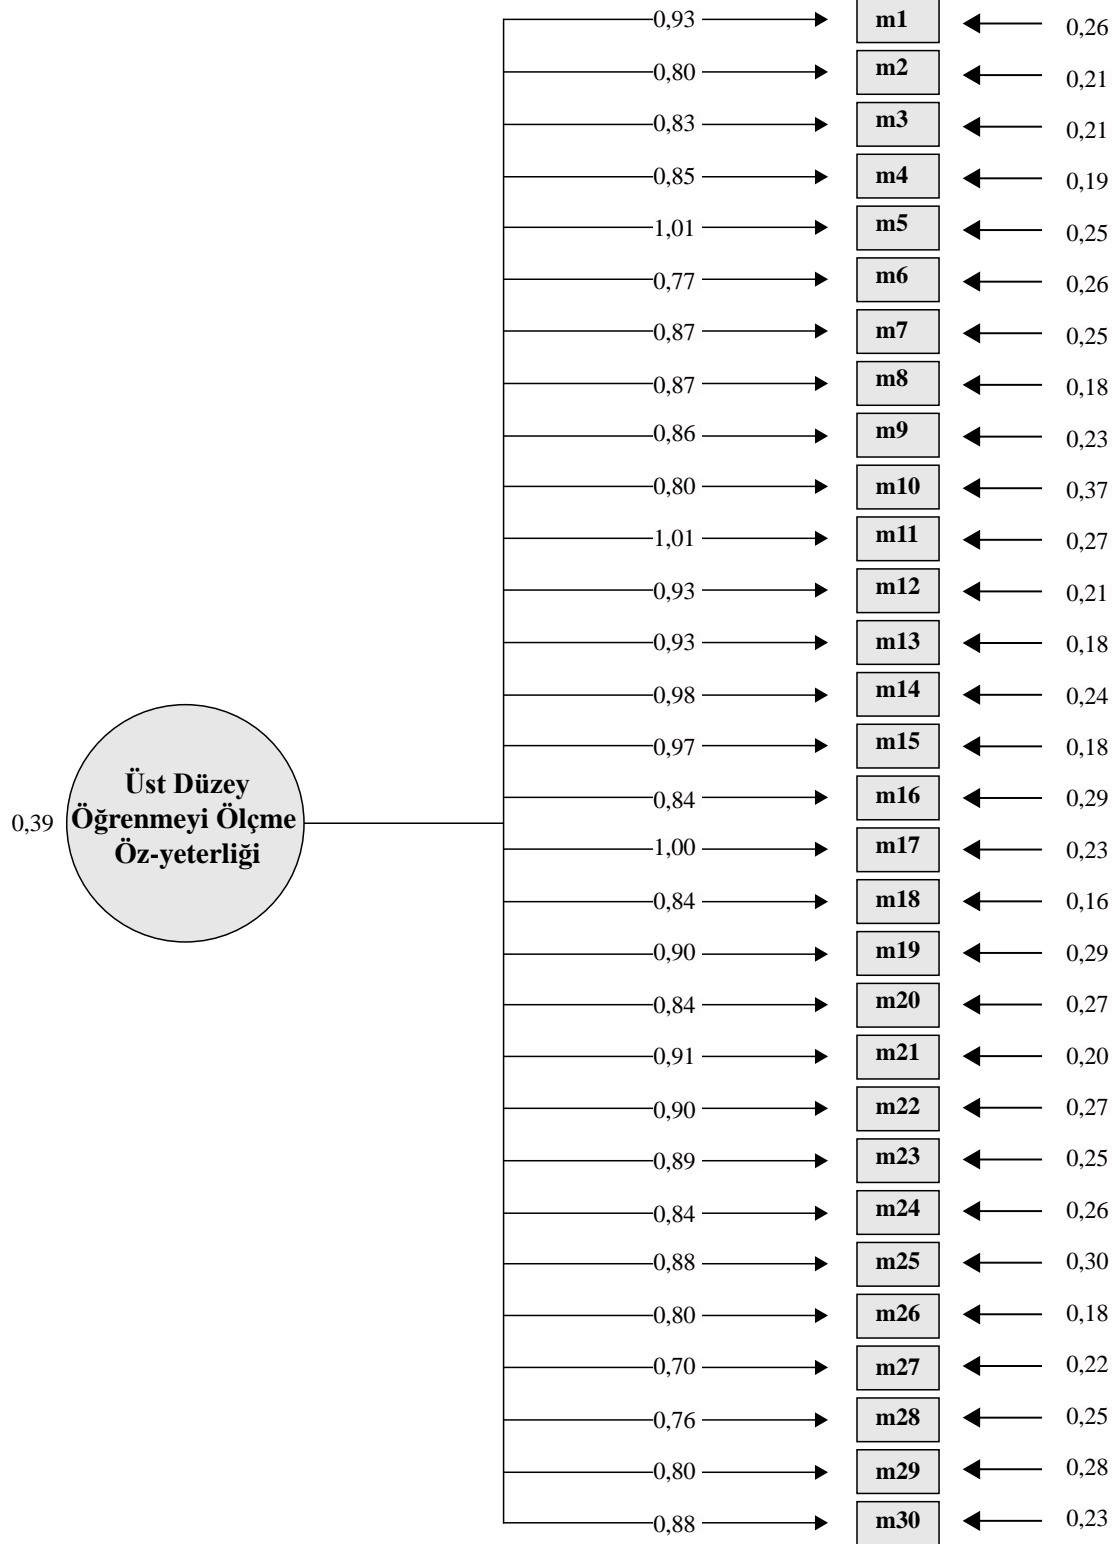 0,93 m1 0,26
0,80 m2 0,21
0,83 m3 0,21
0,85 m4 0,19
1,01 m5 0,25
0,77 m6 0,26
0,87 m7 0,25
0,87 m8 0,18
0,86 m9 0,23
0,80 m10 0,37
1,01 m11 0,27
0,93 m12 0,21
0,93 m13 0,18
0,98 m14 0,24
0,97 m15 0,18
0,39
Üst Düzey
Öğrenmeyi Ölçme
Öz-yeterliği
0,84 m16 0,29
1,00 m17 0,23
0,84 m18 0,16
0,90 m19 0,29
0,84 m20 0,27
0,91 m21 0,20
0,90 m22 0,27
0,89 m23 0,25
0,84 m24 0,26
0,88 m25 0,30
0,80 m26 0,18
0,70 m27 0,22
0,76 m28 0,25
0,80 m29 0,28
0,88 m30 0,23